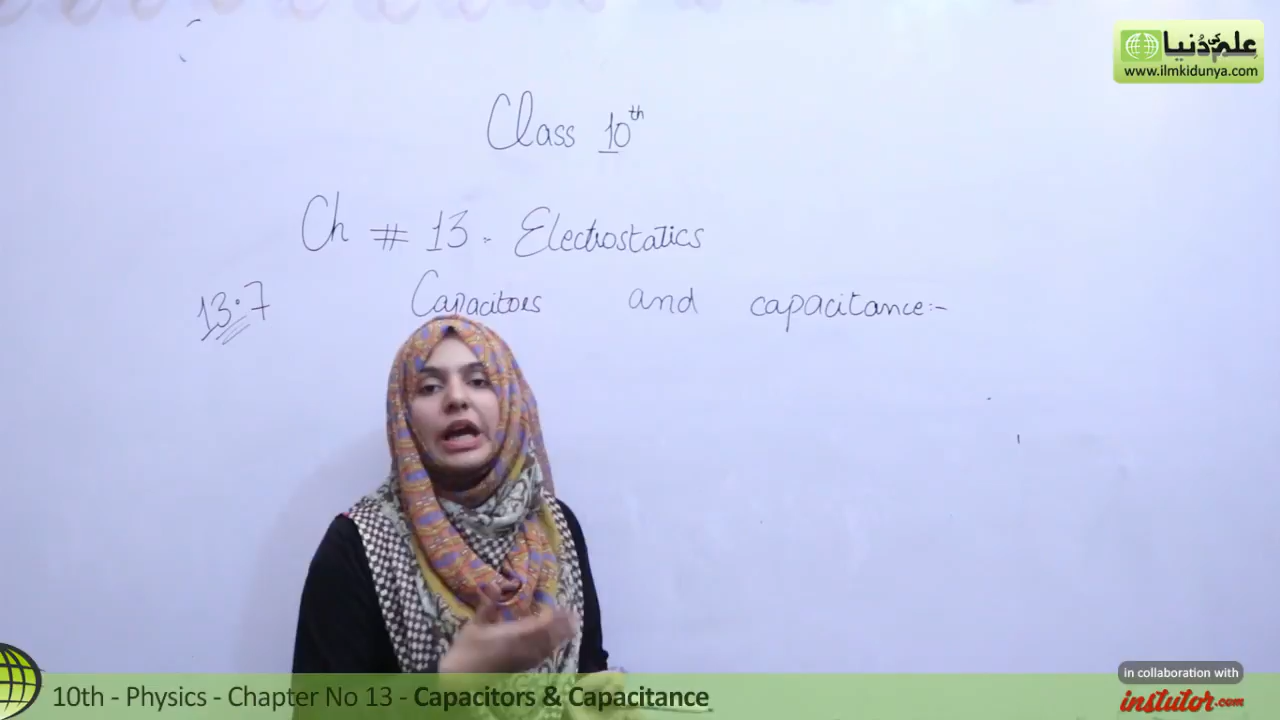 علم کی دُنیا
www.ilmkidunya.com
Class 10th
Ch # 13. Electrostatics
13.7 Capacitors and capacitance:-
in collaboration with
instutor.com
10th - Physics - Chapter No 13 - Capacitors & Capacitance